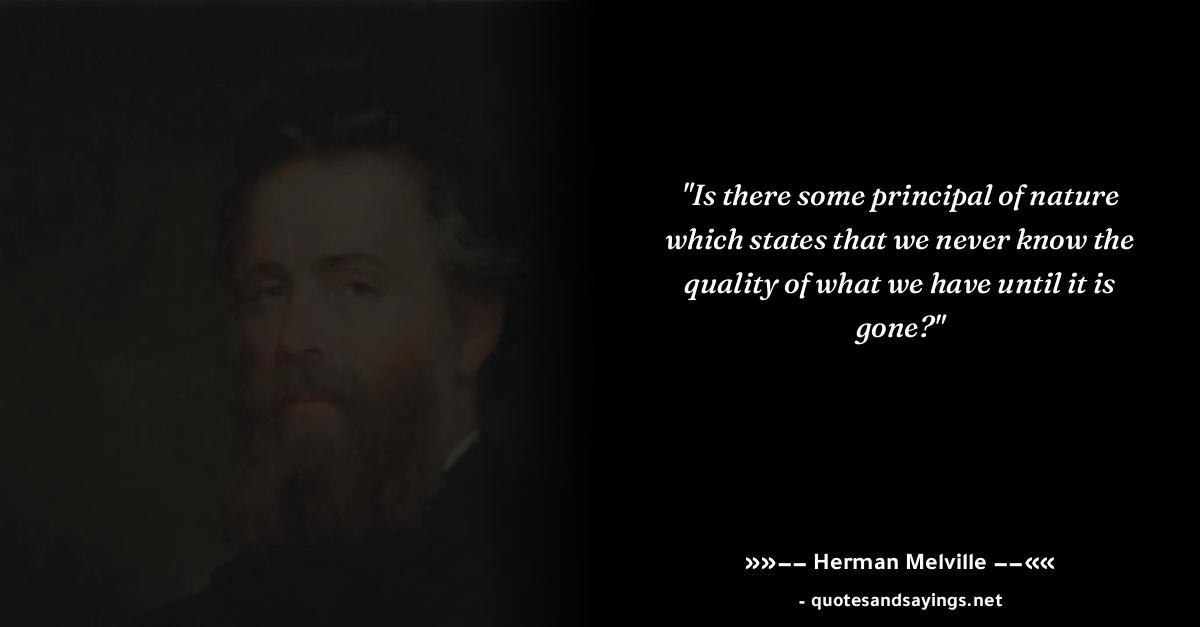 "Is there some principal of nature
which states that we never know the
quality of what we have until it is
gone?"
»»—— Herman Melville ——««
- quotesandsayings.net